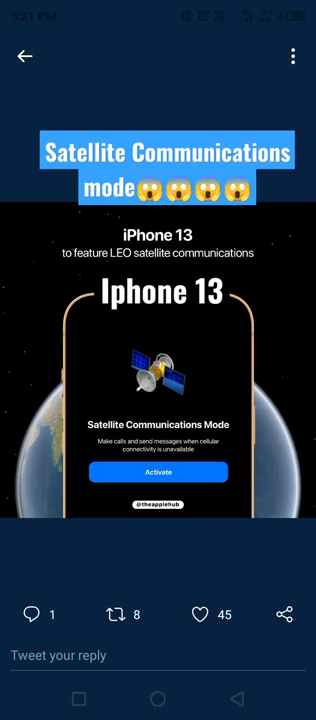 5:21 PM
Satellite Communications
mode😱😱😱😱
iPhone 13
to feature LEO satellite communications
Iphone 13
Satellite Communications Mode
Make calls and send messages when cellular
connectivity is unavailable
Activate
@theapplehub
1 8 45
Tweet your reply